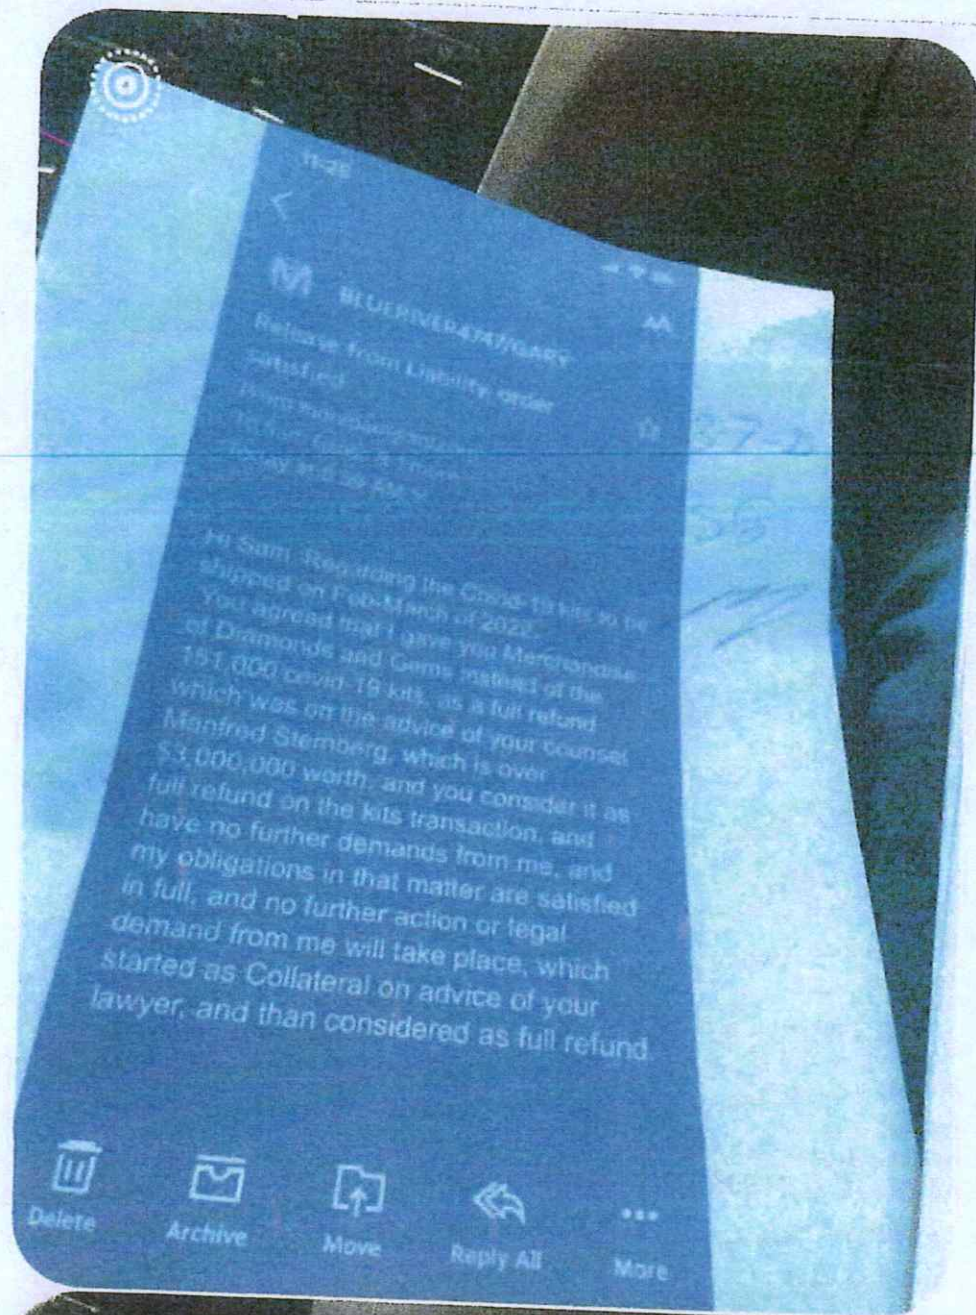 11:28
M BLUERIVER4747/GARY
Release from Liability, order
satisfied
Hi Sam. Regarding the Covid-19 kits to be
shipped on Feb-March of 2022.
You agreed that I gave you Merchandise
of Diamonds and Gems instead of the
151,000 covid-19 kits, as a full refund
which was on the advice of your counsel
Manfred Sternberg, which is over
$3,000,000 worth, and you consider it as
full refund on the kits transaction, and
have no further demands from me, and
my obligations in that matter are satisfied
in full, and no further action or legal
demand from me will take place, which
started as Collateral on advice of your
lawyer, and than considered as full refund
Delete
Archive
Move
Reply All
More